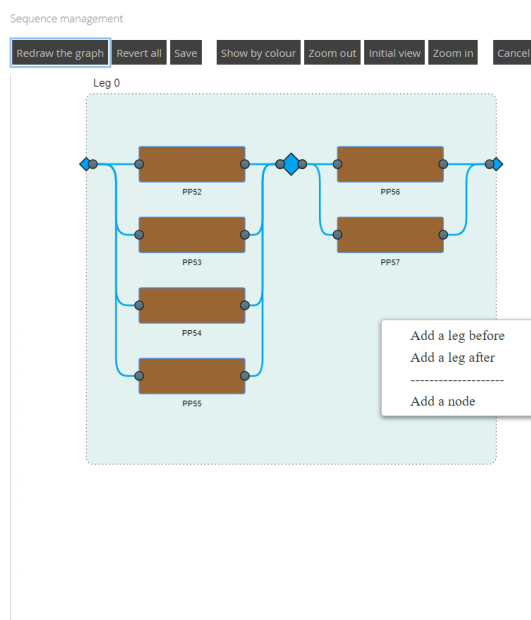 Sequence management
Redraw the graph Revert all Save Show by colour Zoom out Initial view Zoom in Cancel
Leg 0
PP52 PP56
PP53 PP57
PP54
Add a leg before
Add a leg after
--------------------
Add a node
PP55